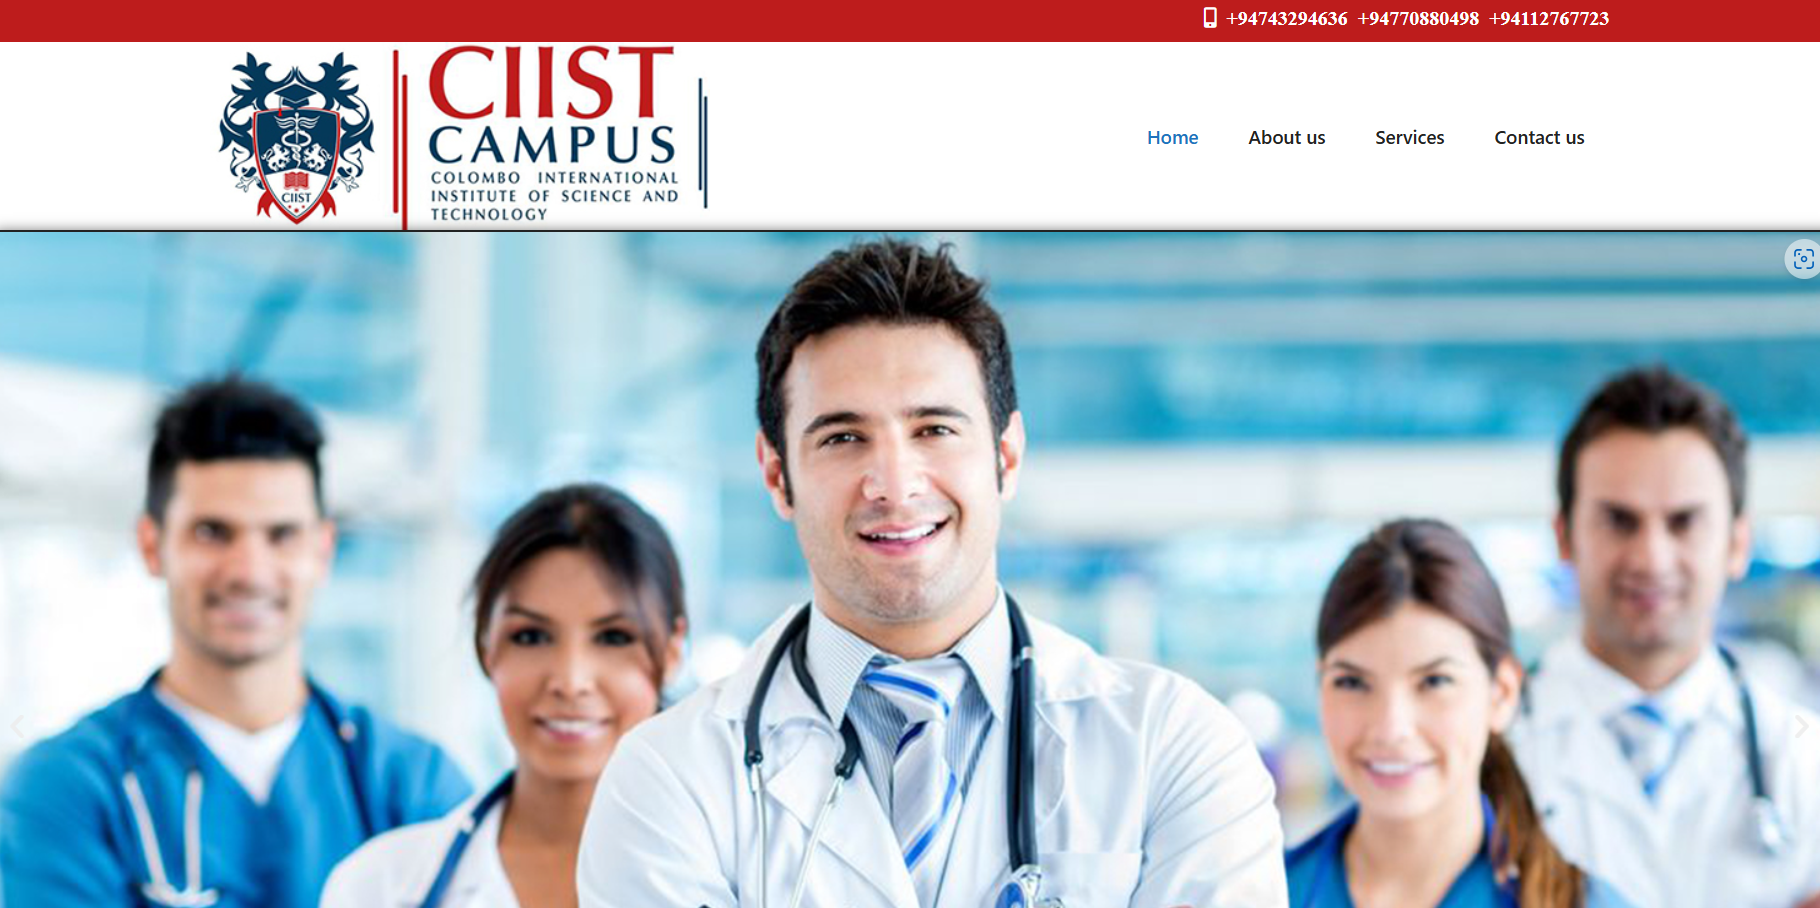 +94743294636 +94770880498 +94112767723
CIIST
CAMPUS
COLOMBO INTERNATIONAL
INSTITUTE OF SCIENCE AND
TECHNOLOGY
CIIST
Home About us Services Contact us